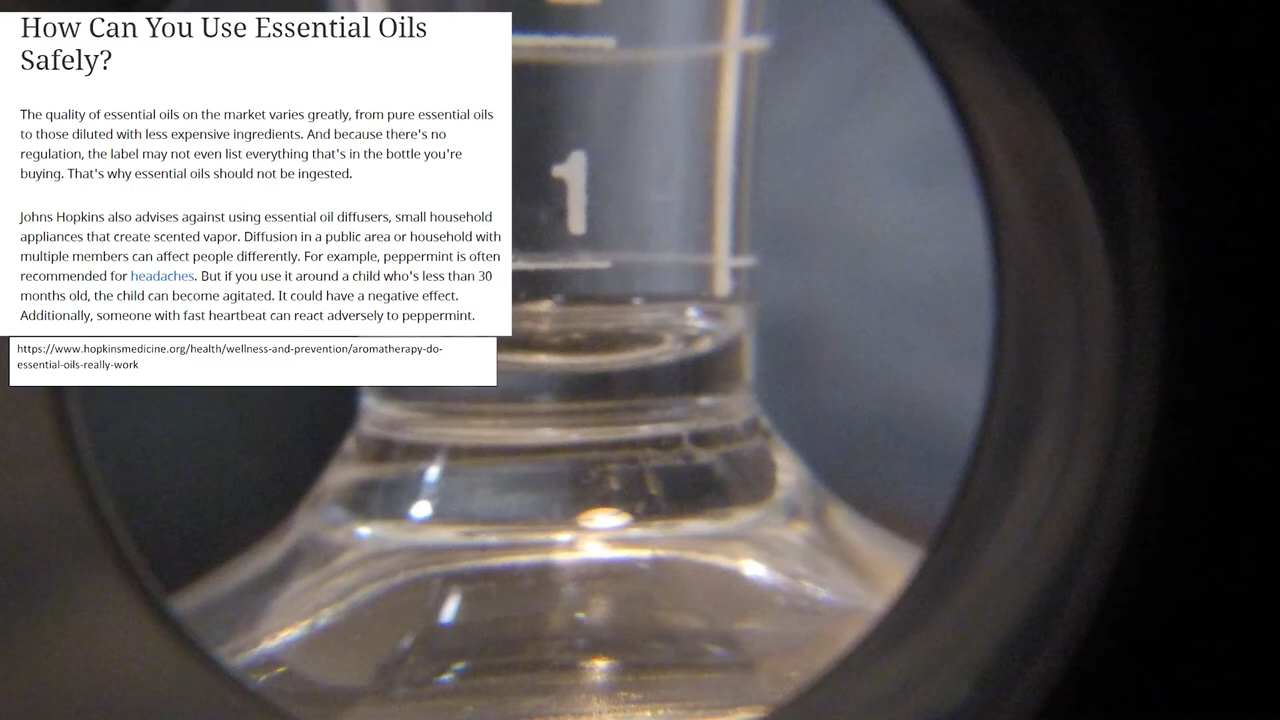 How Can You Use Essential Oils
Safely?
The quality of essential oils on the market varies greatly, from pure essential oils
to those diluted with less expensive ingredients. And because there's no
regulation, the label may not even list everything that's in the bottle you're
buying. That's why essential oils should not be ingested.
Johns Hopkins also advises against using essential oil diffusers, small household
appliances that create scented vapor. Diffusion in a public area or household with
multiple members can affect people differently. For example, peppermint is often
recommended for headaches. But if you use it around a child who's less than 30
months old, the child can become agitated. It could have a negative effect.
Additionally, someone with fast heartbeat can react adversely to peppermint.
https://www.hopkinsmedicine.org/health/wellness-and-prevention/aromatherapy-do-
essential-oils-really-work
1